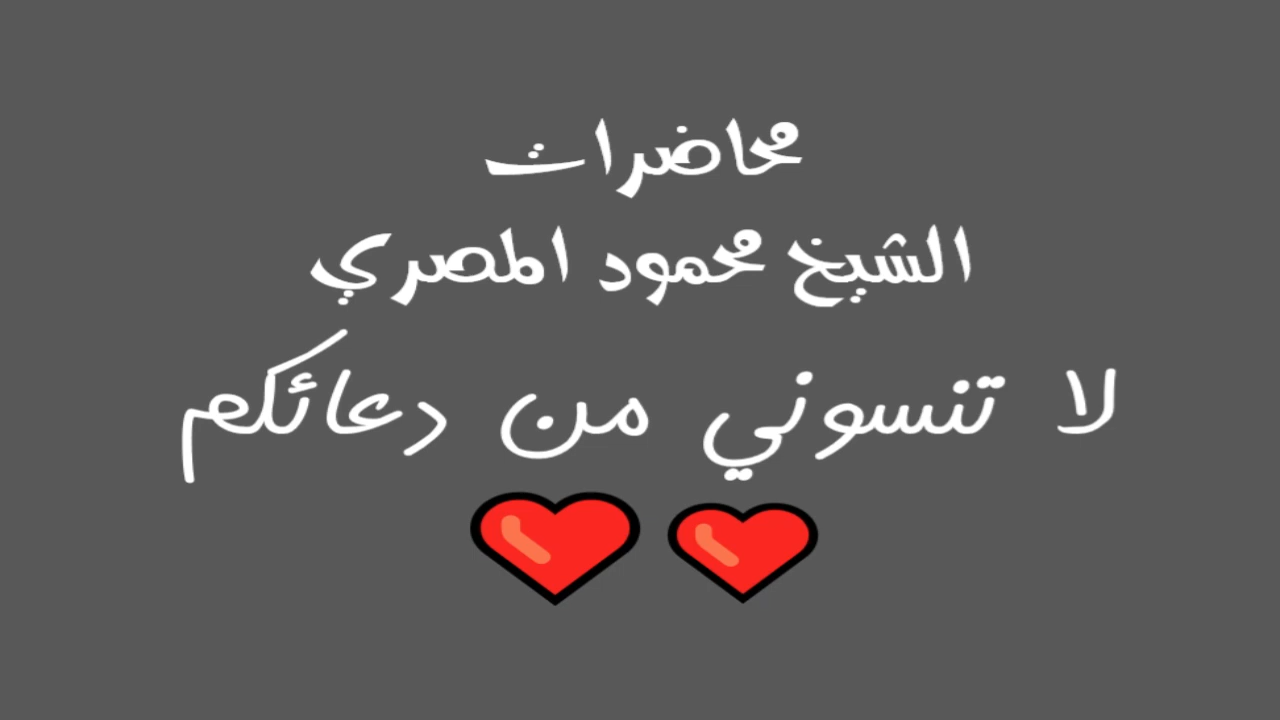 محاضرات
الشيخ محمود المصري
لا تنسوني من دعائكم